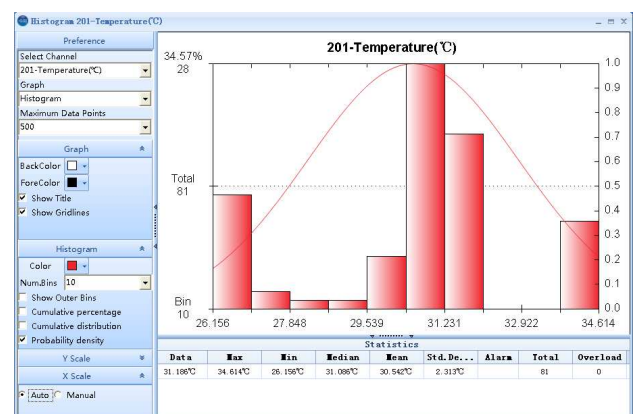 Histogram 201-Temperature(℃)
Preference
Select Channel
201-Temperature(℃)
Graph
Histogram
Maximum Data Points
500
Graph
BackColor
ForeColor
Show Title
Show Gridlines
Histogram
Color
Num.Bins 10
Show Outer Bins
Cumulative percentage
Cumulative distribution
Probability density
Y Scale
X Scale
Auto Manual
201-Temperature(℃)
34.57%
28
Total
81
Bin
10
1.0
0.9
0.8
0.7
0.6
0.5
0.4
0.3
0.2
0.1
0.0
26.156 27.848 29.539 31.231 32.922 34.614
Statistics
Data Max Min Median Mean Std.De... Alarm Total Overload
31.186℃ 34.614℃ 26.156℃ 31.086℃ 30.542℃ 2.313℃ 81 0